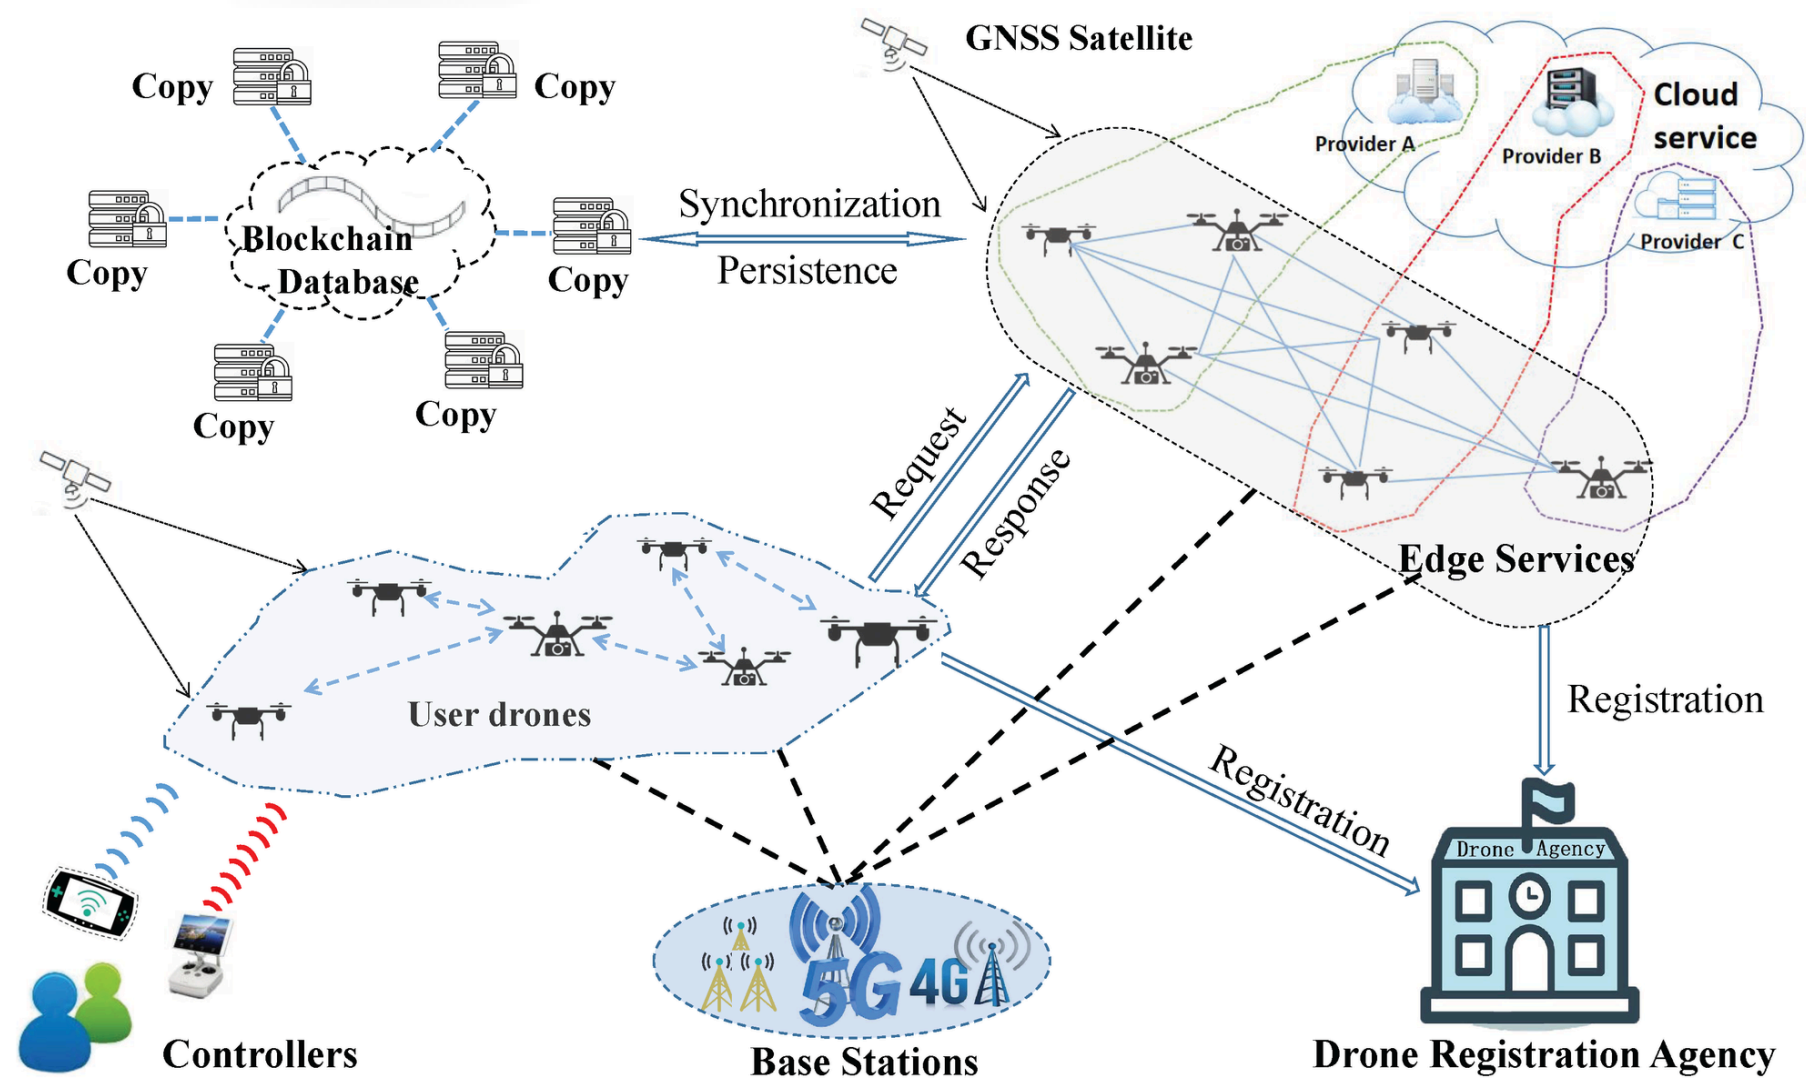 GNSS Satellite
Copy
Copy
Cloud
service
Provider A
Provider B
Provider C
Synchronization
Persistence
Blockchain
Database
Copy
Copy
Copy
Copy
Request
Response
Edge Services
User drones
Registration
Registration
Drone Agency
5G
4G
Controllers
Base Stations
Drone Registration Agency